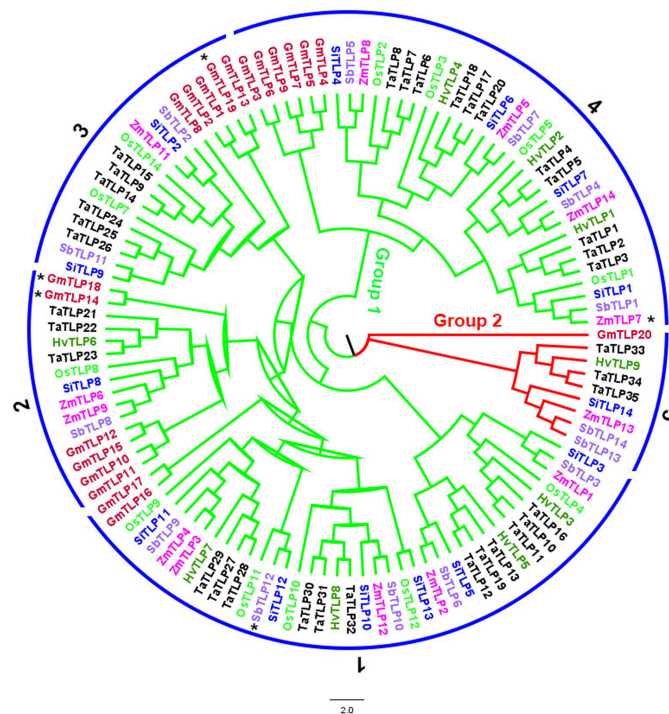 GmTLP4
GmTLP5
GmTLP7
GmTLP9
GmTLP6
GmTLP3
GmTLP13
* GmTLP19
GmTLP1
GmTLP2
GmTLP8
SbTLP2
SiTLP2
ZmTLP11
OsTLP14
TaTLP15
TaTLP9
TaTLP14
OsTLP7
TaTLP24
TaTLP25
TaTLP26
SbTLP11
SiTLP9
* GmTLP18
* GmTLP14
TaTLP21
TaTLP22
HvTLP6
TaTLP23
OsTLP8
SiTLP8
ZmTLP6
ZmTLP9
SbTLP8
GmTLP12
GmTLP15
GmTLP10
GmTLP11
GmTLP17
GmTLP16
OsTLP9
SiTLP11
SbTLP9
ZmTLP4
ZmTLP3
HvTLP7
TaTLP29
TaTLP27
TaTLP28
OsTLP11
* SbTLP12
SiTLP12
OsTLP10
TaTLP30
TaTLP31
HvTLP8
TaTLP32
SiTLP10
ZmTLP12
SbTLP10
OsTLP12
SiTLP13
ZmTLP2
SbTLP6
SiTLP5
TaTLP12
TaTLP19
TaTLP13
HvTLP5
TaTLP11
TaTLP10
TaTLP16
HvTLP3
OsTLP4
ZmTLP1
SbTLP3
SiTLP3
SbTLP13
SbTLP14
ZmTLP13
SiTLP14
TaTLP35
TaTLP34
HvTLP9
TaTLP33
GmTLP20
ZmTLP7 *
SbTLP1
SiTLP1
OsTLP1
TaTLP3
TaTLP2
TaTLP1
HvTLP1
ZmTLP14
SbTLP4
SiTLP7
TaTLP5
TaTLP4
HvTLP2
OsTLP5
SbTLP7
ZmTLP5
SiTLP6
TaTLP20
TaTLP17
TaTLP18
HvTLP4
OsTLP3
TaTLP6
TaTLP7
TaTLP8
OsTLP2
ZmTLP8
SbTLP5
SiTLP4
Group 1
Group 2
3
4
2
1
2.0